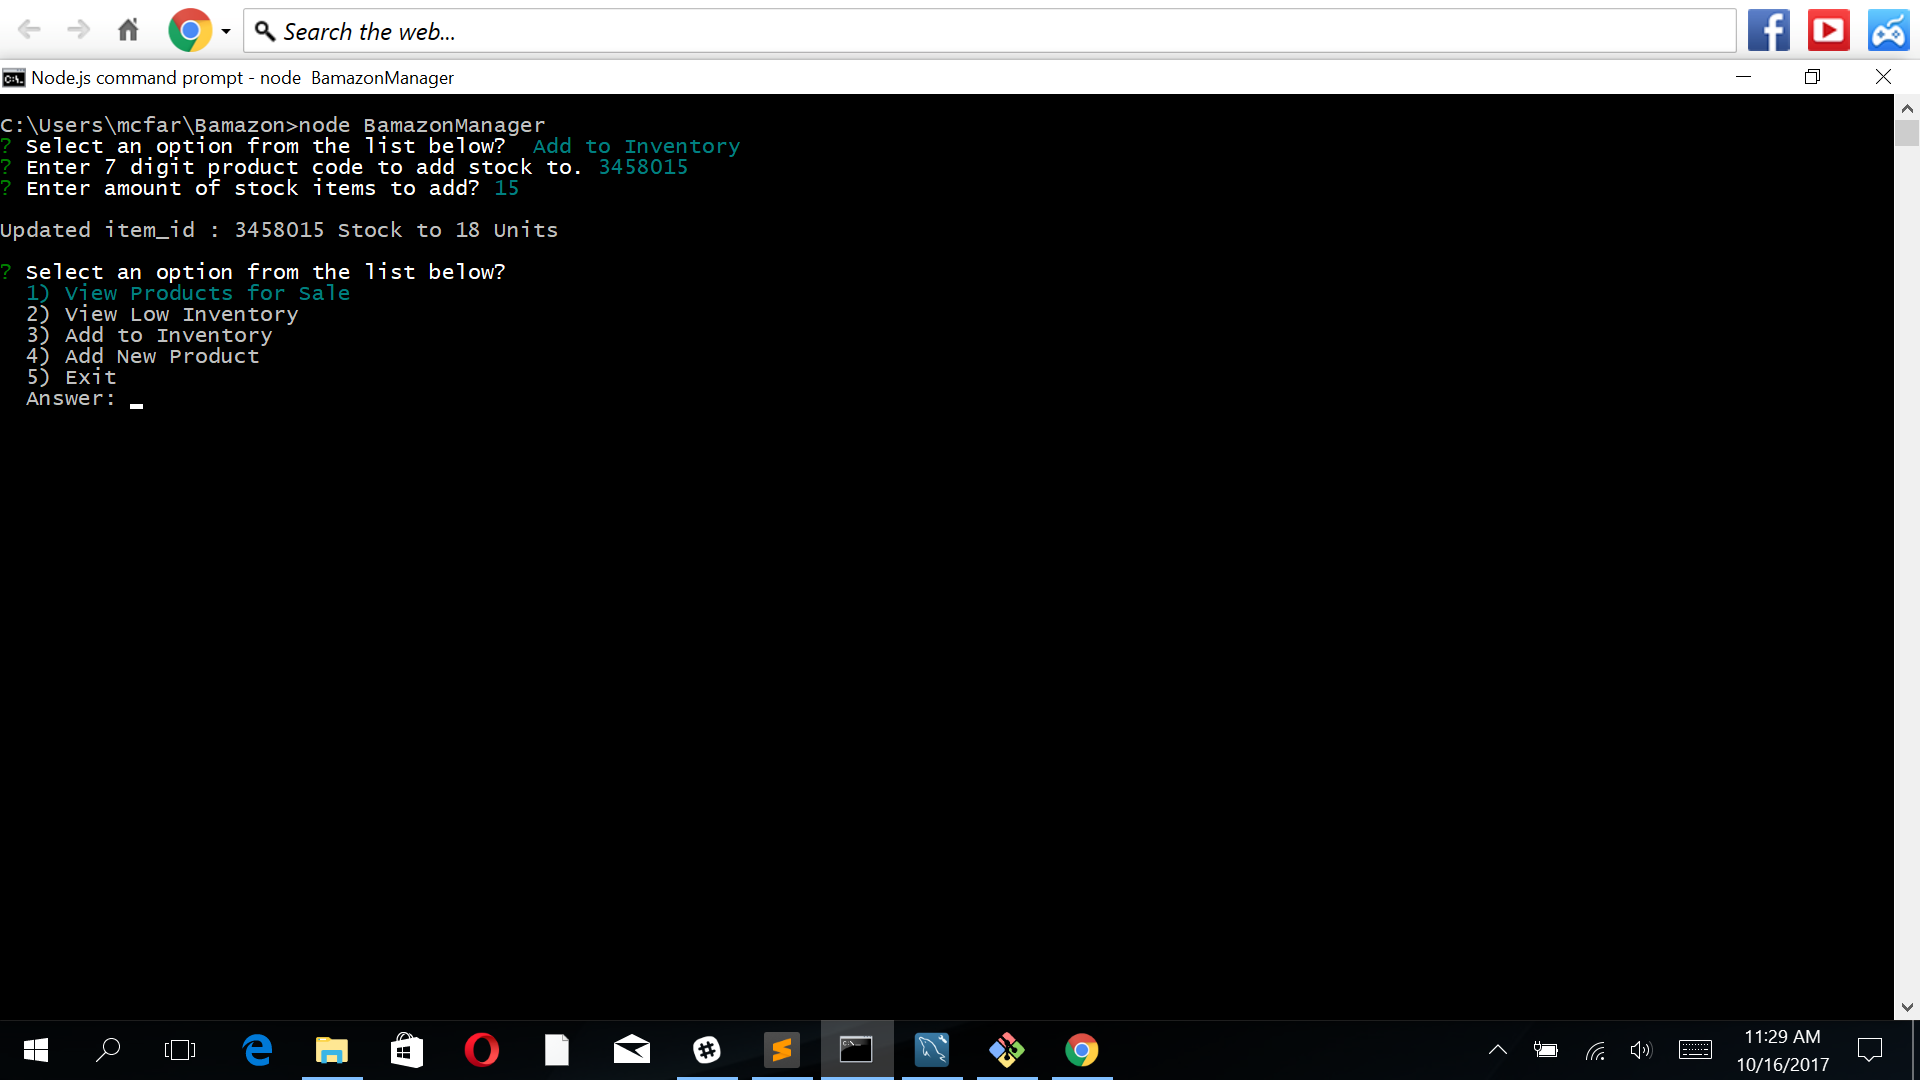 Search the web...
Node.js command prompt - node  BamazonManager
C:\Users\mcfar\Bamazon>node BamazonManager
? Select an option from the list below?  Add to Inventory
? Enter 7 digit product code to add stock to. 3458015
? Enter amount of stock items to add? 15
Updated item_id : 3458015 Stock to 18 Units
? Select an option from the list below?
1) View Products for Sale
2) View Low Inventory
3) Add to Inventory
4) Add New Product
5) Exit
Answer:
11:29 AM
10/16/2017